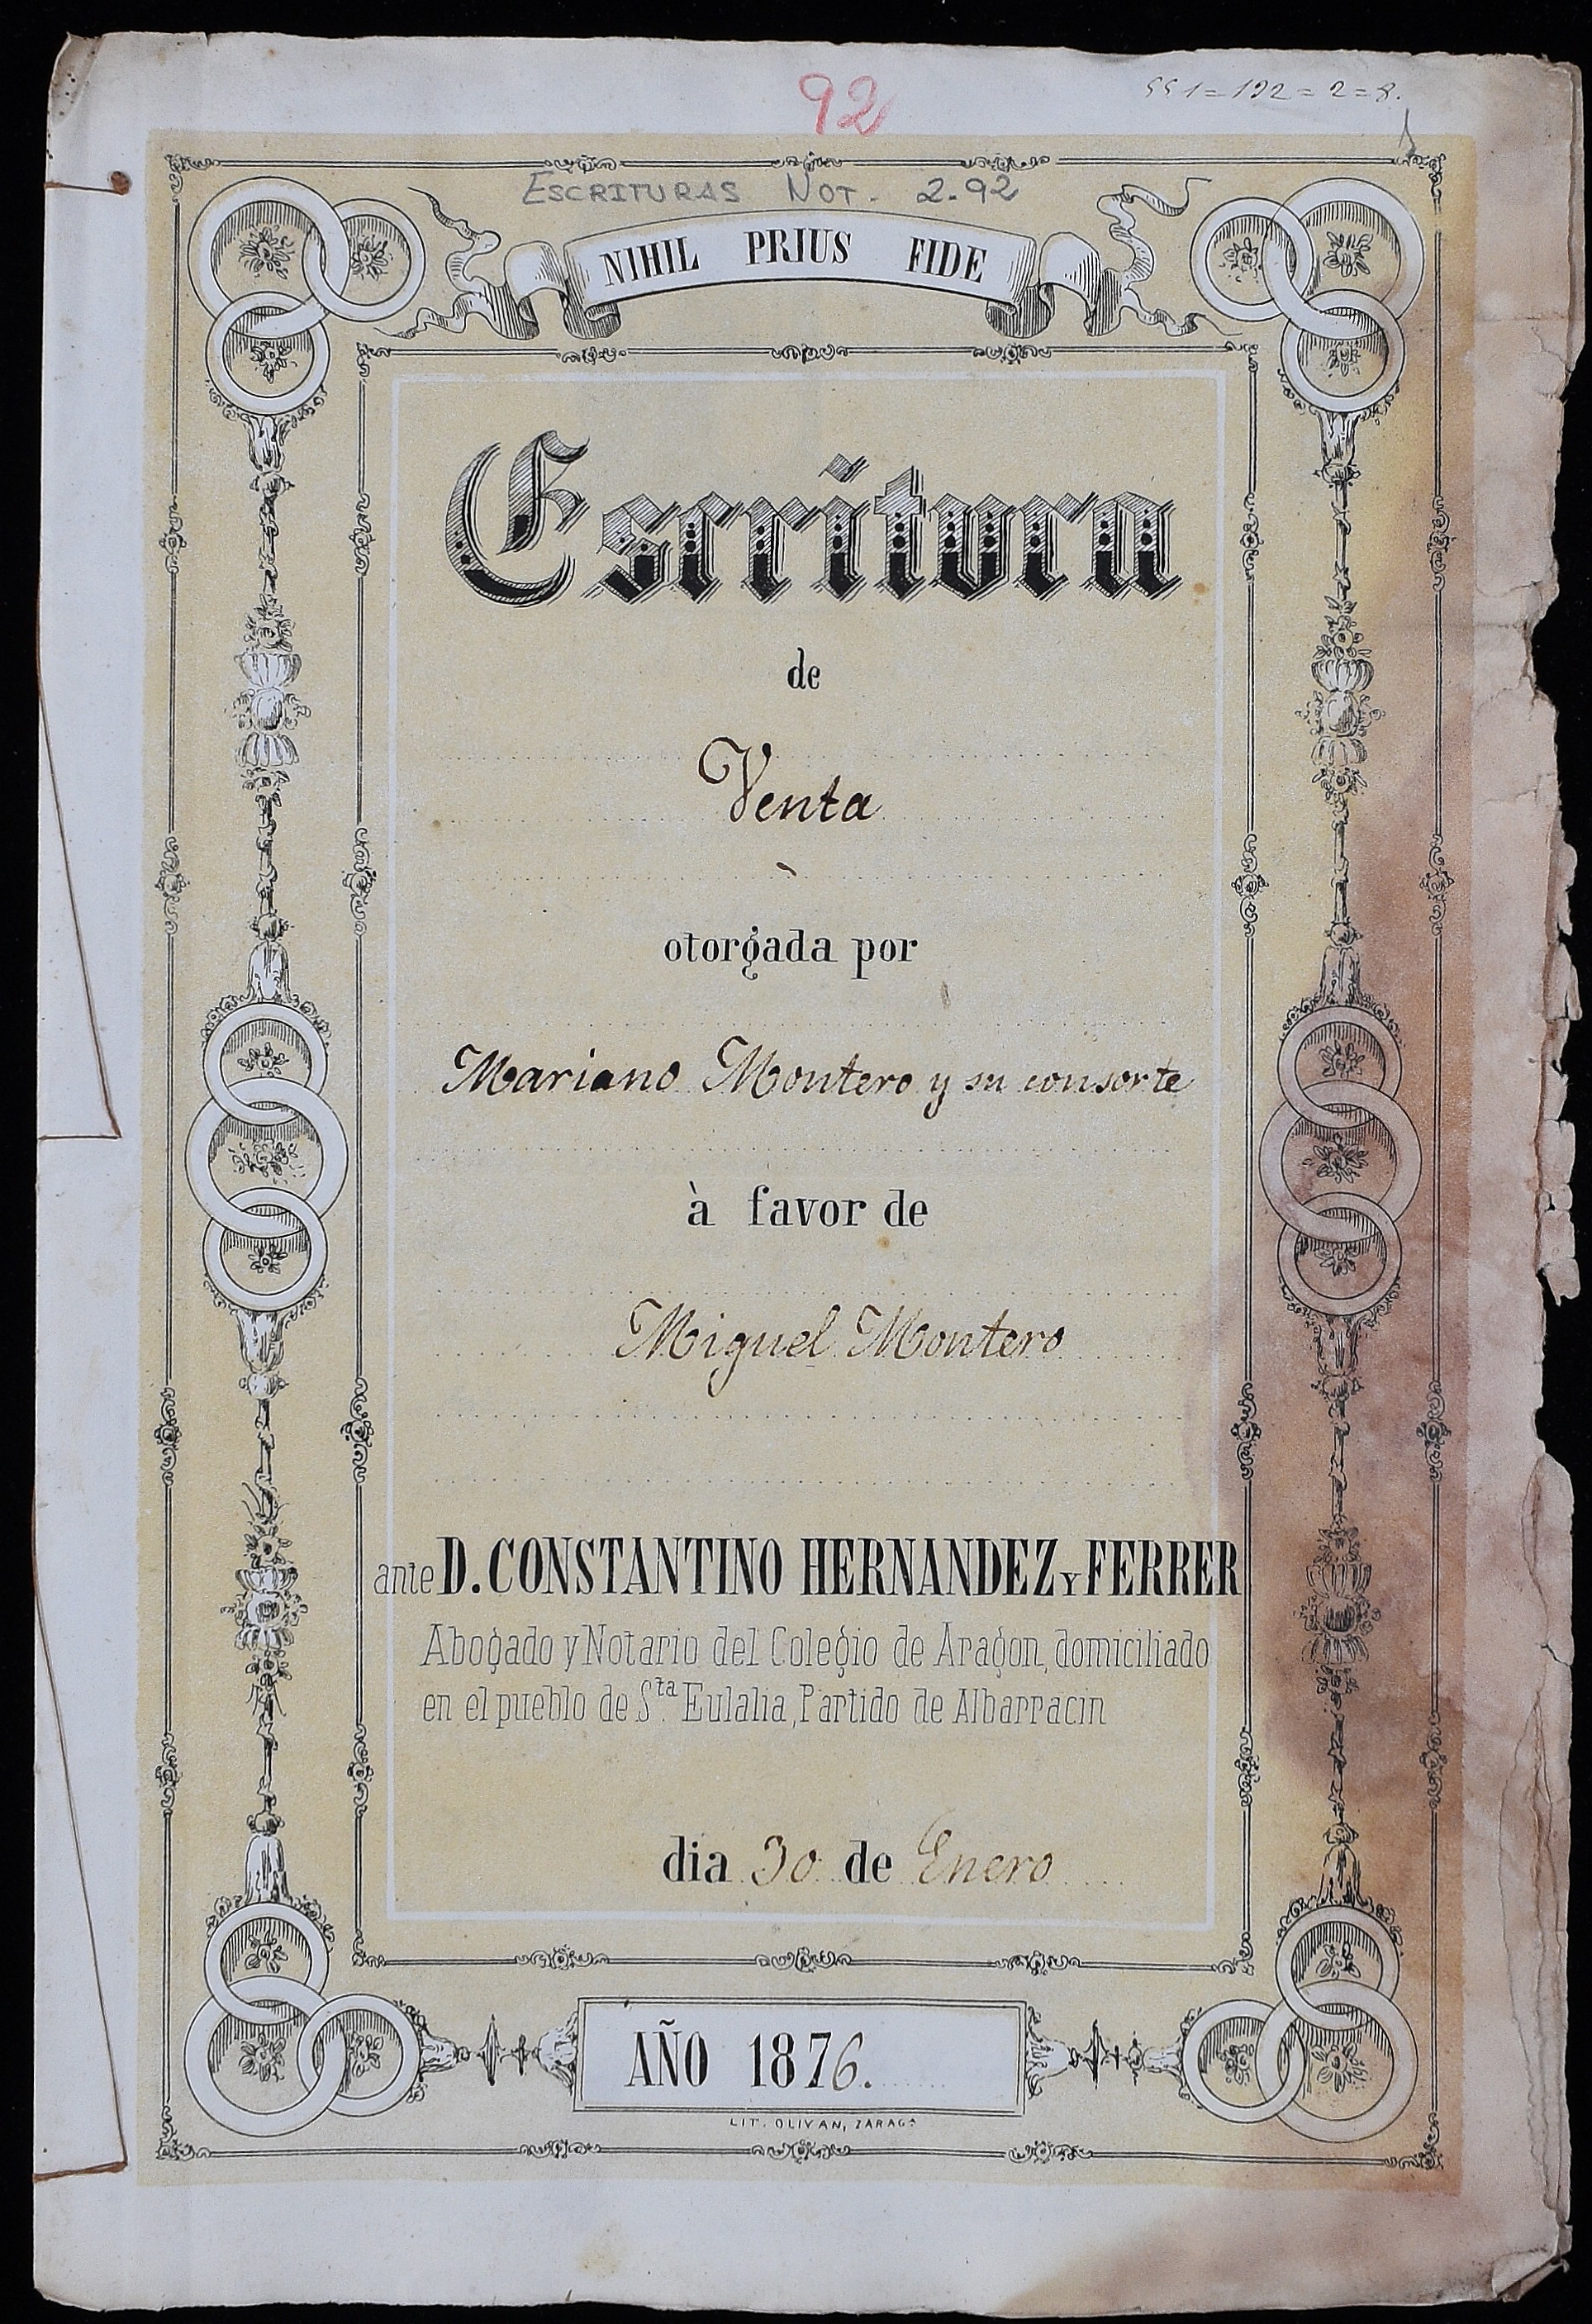 92
551=192=2=8.
ESCRITURAS NOT. 2-92
NIHIL PRIUS FIDE
Escritura
de
Venta
otorgada por
Mariano Montero y su consorte
à favor de
Miguel Montero
ante D. CONSTANTINO HERNANDEZ Y FERRER
Abogado y Notario del Colegio de Aragon, domiciliado
en el pueblo de Sta. Eulalia, Partido de Albarracin
dia 30 de Enero
AÑO 1876.
LIT. OLIVAN, ZARAGa